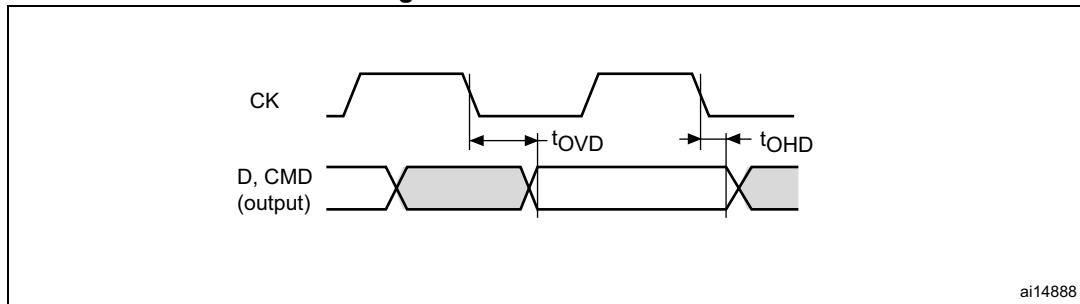 CK
tOVD
tOHD
D, CMD
(output)
ai14888